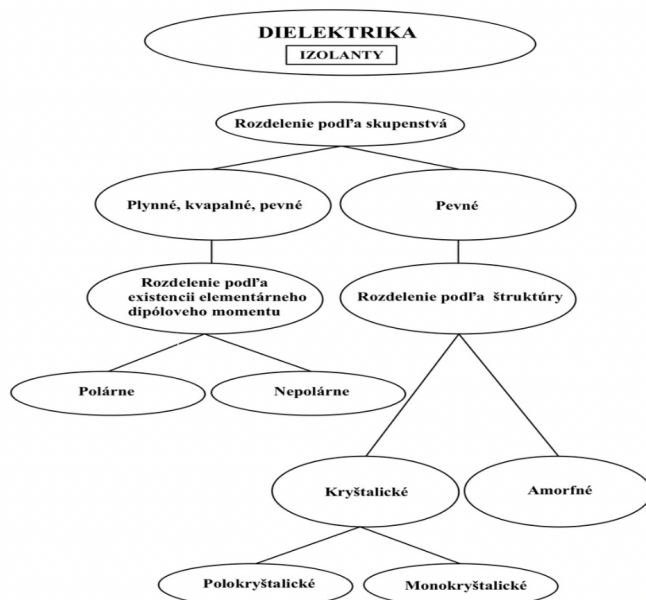 DIELEKTRIKA
IZOLANTY
Rozdelenie podľa skupenstvá
Plynné, kvapalné, pevné
Pevné
Rozdelenie podľa
existencii elementárneho
dipóloveho momentu
Rozdelenie podľa štruktúry
Polárne
Nepolárne
Kryštalické
Amorfné
Polokryštalické
Monokryštalické